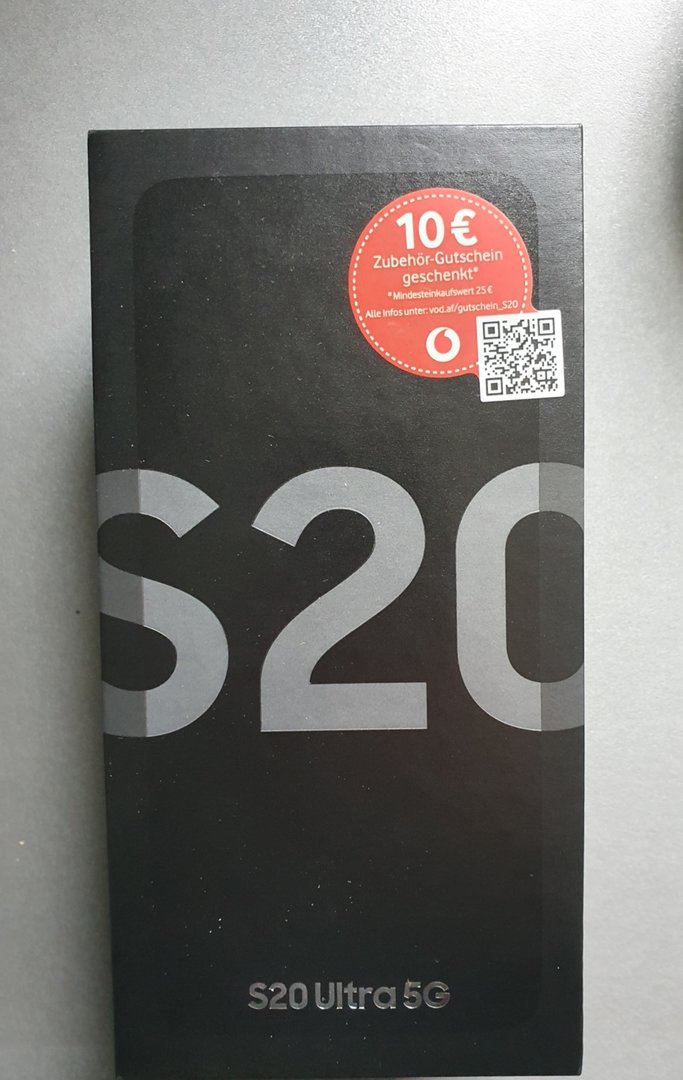 10 €
Zubehör-Gutschein
geschenkt*
*Mindesteinkaufswert 25 €
Alle Infos unter: vod.af/gutschein_S20
S20
S20 Ultra 5G